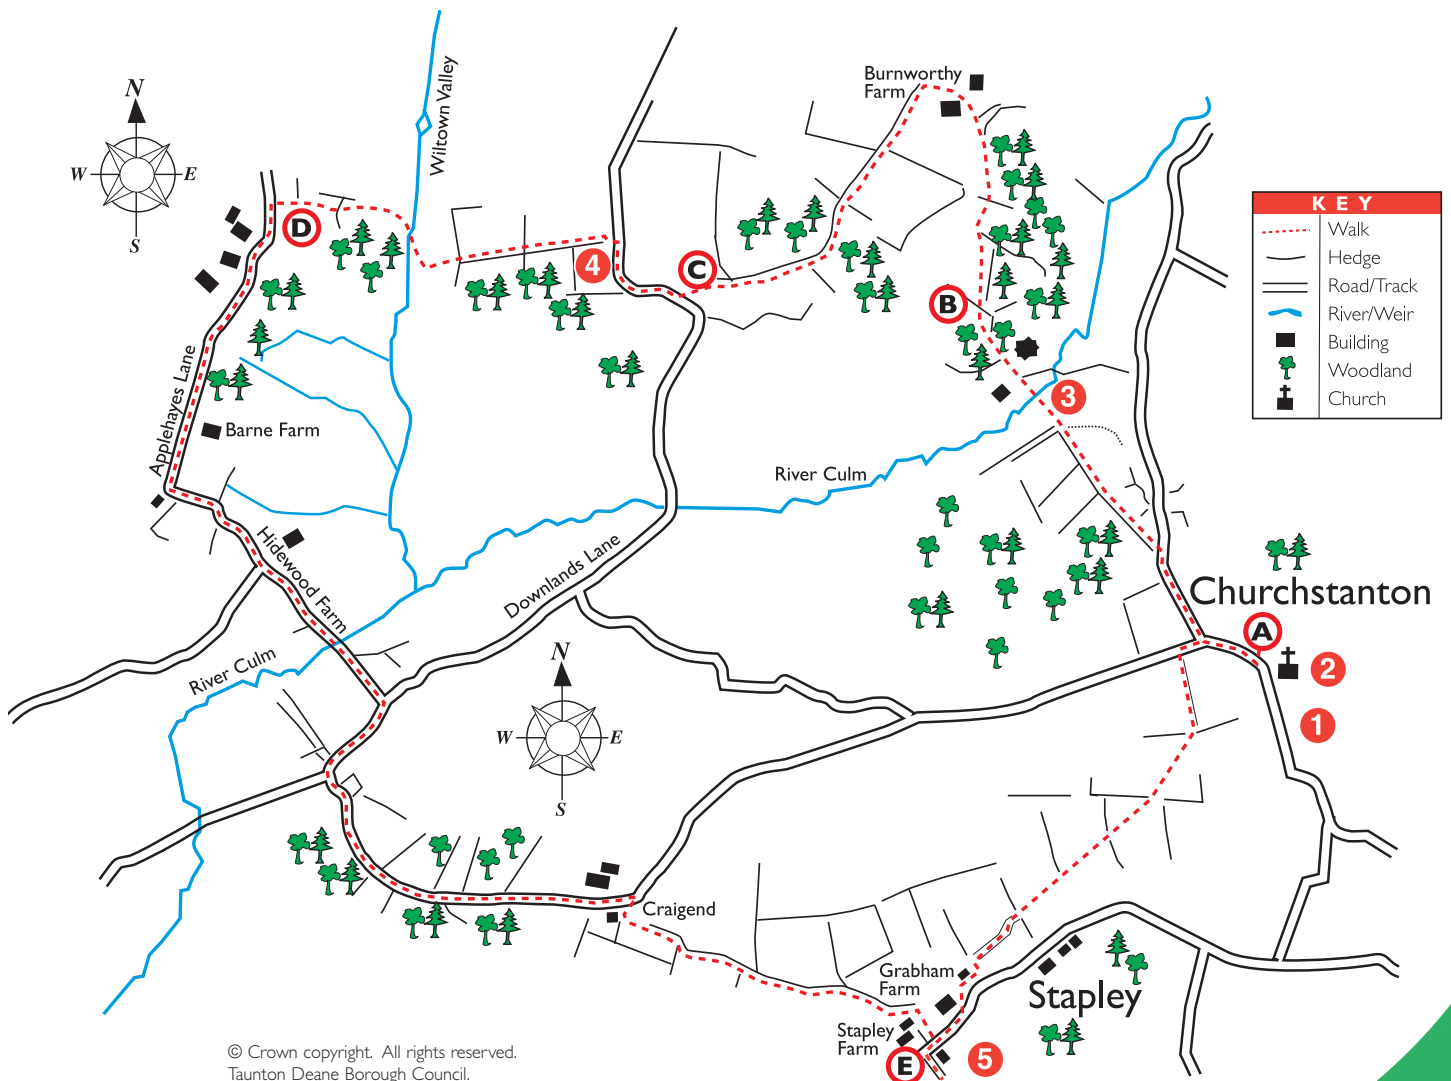 N
W
E
S
Wiltown Valley
Burnworthy
Farm
KEY
Walk
Hedge
Road/Track
River/Weir
Building
Woodland
Church
D
C
4
B
3
Applehayes Lane
Barne Farm
River Culm
Hidewood Farm
Downlands Lane
Churchstanton
A
2
1
River Culm
N
W
E
S
Craigend
Grabham
Farm
Stapley
Stapley
Farm
E
5
© Crown copyright. All rights reserved.
Taunton Deane Borough Council.